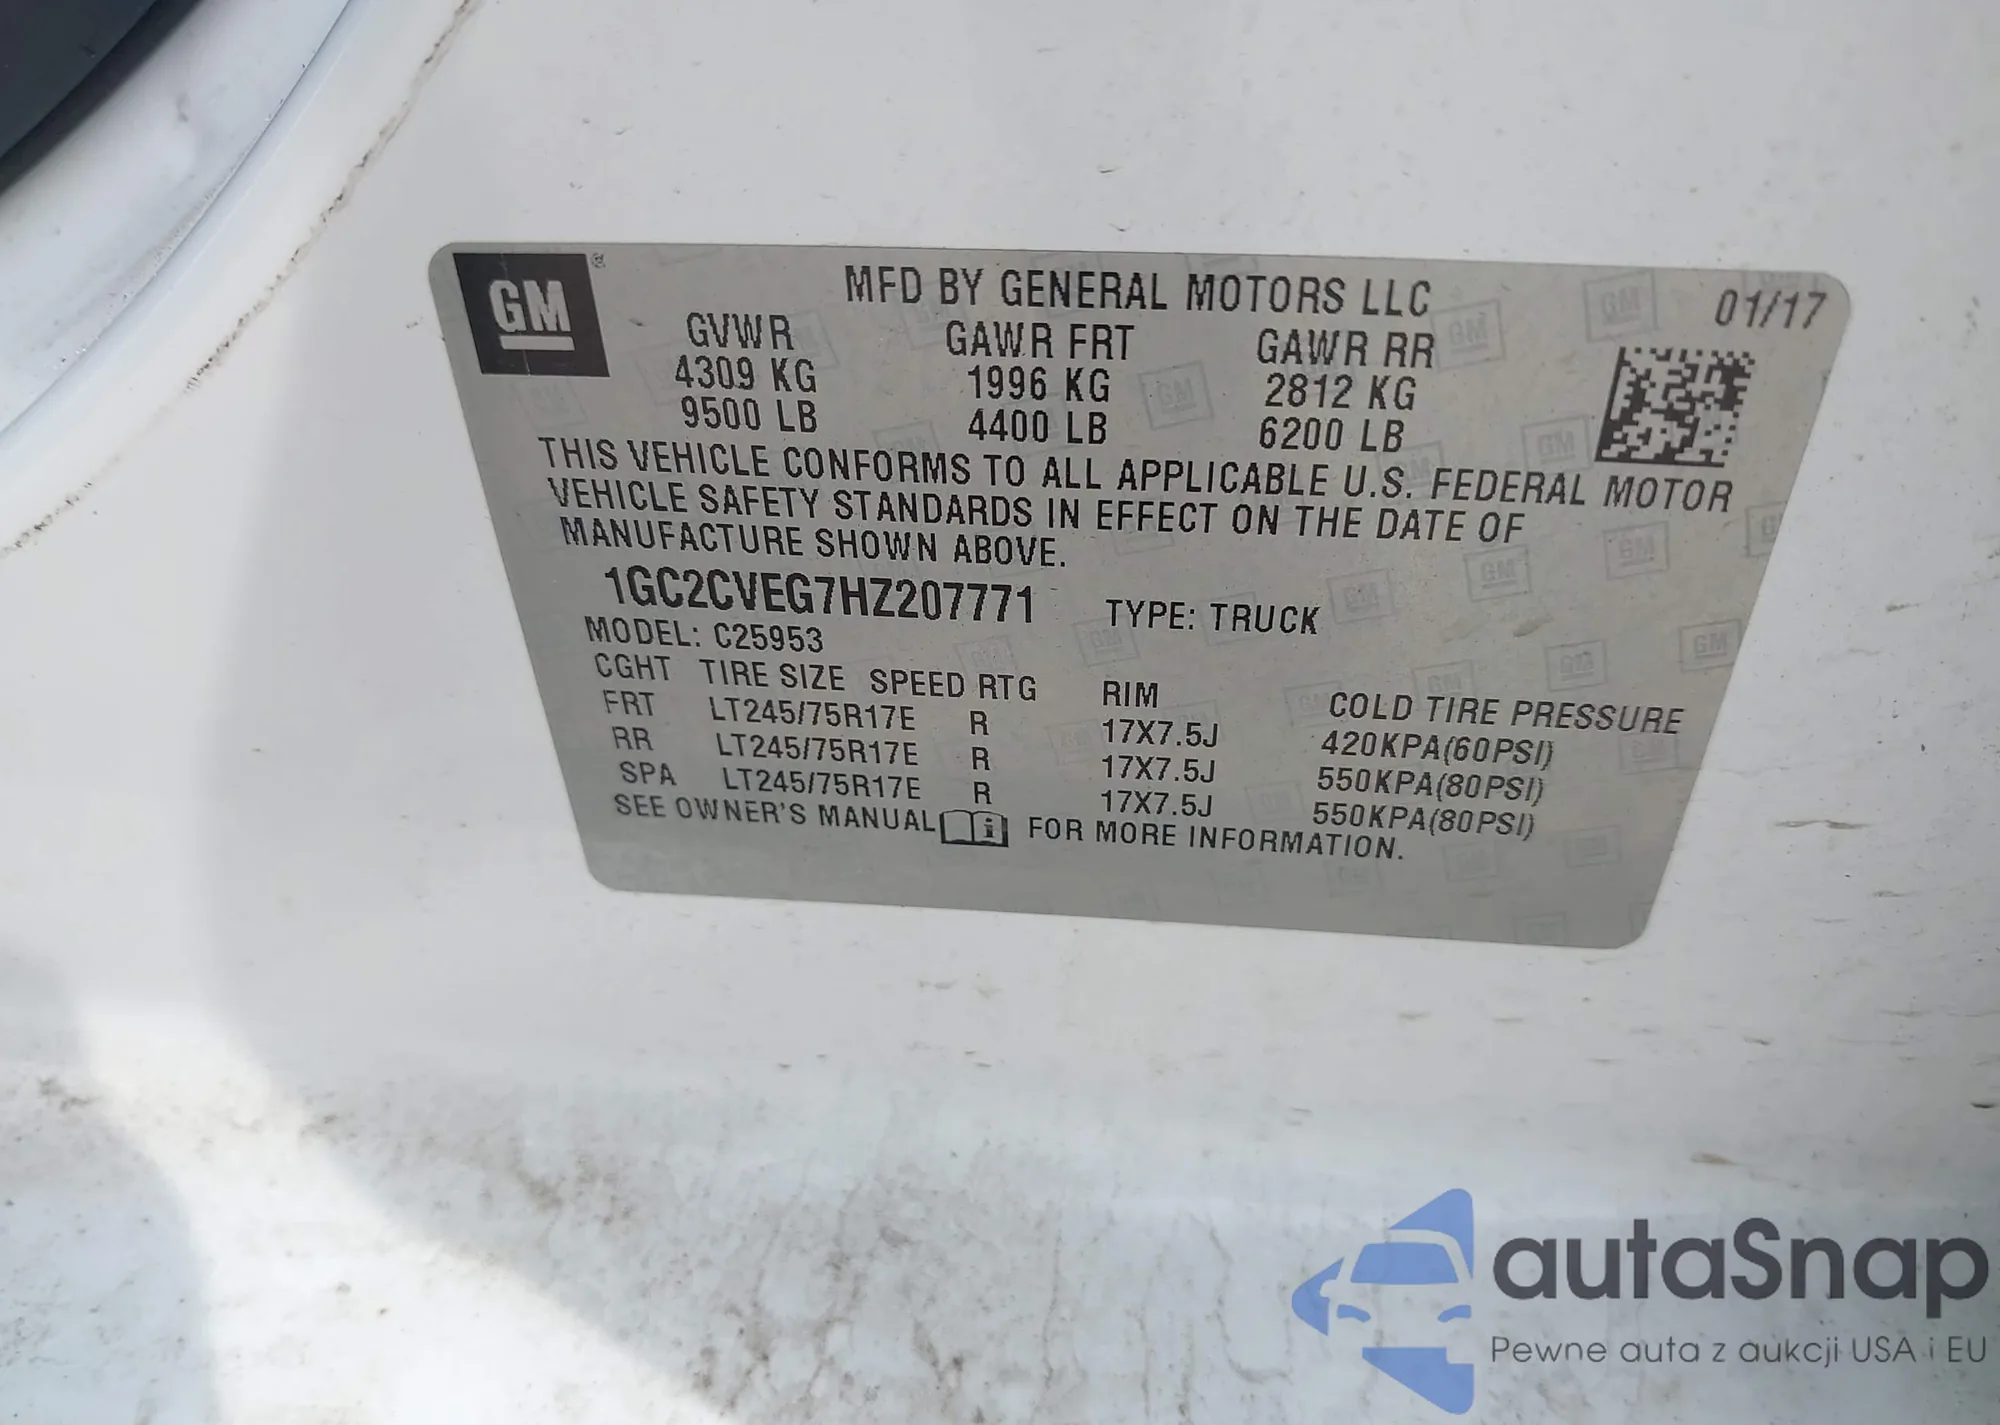 GM®
MFD BY GENERAL MOTORS LLC 01/17
GVWR GAWR FRT GAWR RR
4309 KG 1996 KG 2812 KG
9500 LB 4400 LB 6200 LB
THIS VEHICLE CONFORMS TO ALL APPLICABLE U.S. FEDERAL MOTOR
VEHICLE SAFETY STANDARDS IN EFFECT ON THE DATE OF
MANUFACTURE SHOWN ABOVE.
1GC2CVEG7HZ207771 TYPE: TRUCK
MODEL: C25953
CGHT TIRE SIZE SPEED RTG RIM COLD TIRE PRESSURE
FRT LT245/75R17E R 17X7.5J 420KPA(60PSI)
RR LT245/75R17E R 17X7.5J 550KPA(80PSI)
SPA LT245/75R17E R 17X7.5J 550KPA(80PSI)
SEE OWNER'S MANUAL i FOR MORE INFORMATION.
autaSnap
Pewne auta z aukcji USA i EU